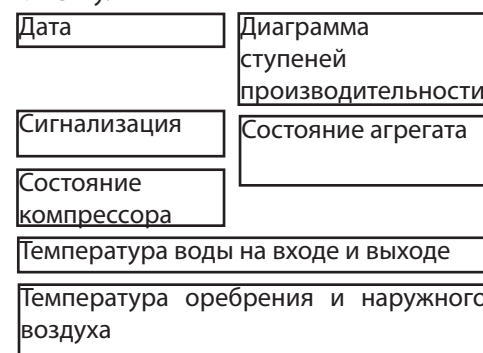 Дата
Диаграмма
ступеней
производительности
Сигнализация
Состояние агрегата
Состояние
компрессора
Температура воды на входе и выходе
Температура оребрения и наружного
воздуха